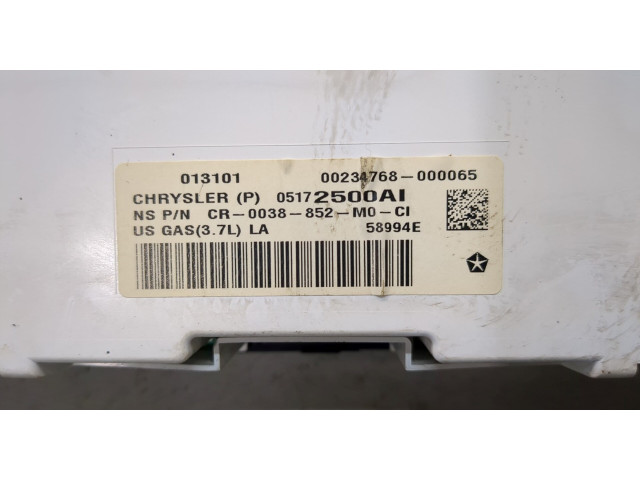 013101 00234768-000065
CHRYSLER (P) 05172500AI
NS P/N CR-0038-852-M0-CI
US GAS(3.7L) LA 58994E